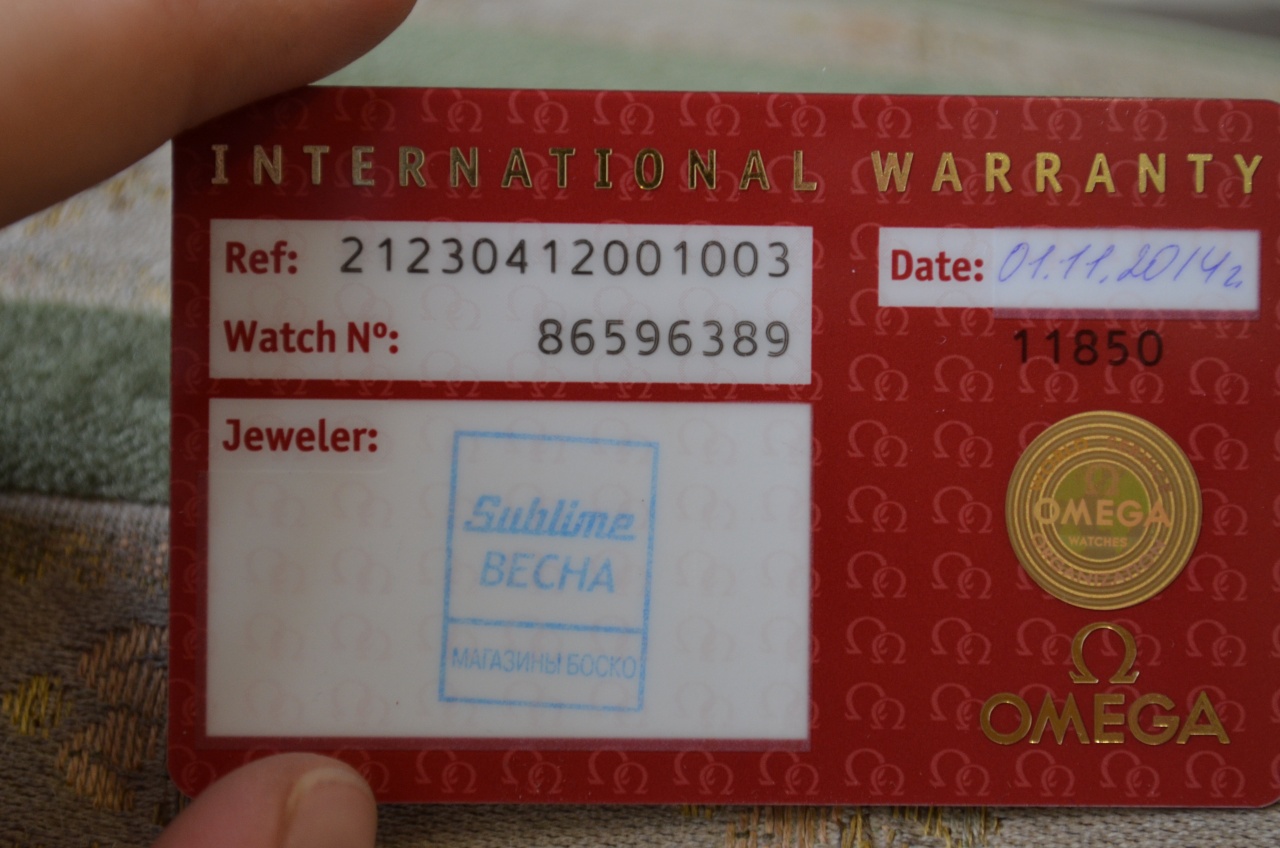 INTERNATIONAL WARRANTY
Ref: 21230412001003
Watch Nº: 86596389
Date: 01.11.2014г
11850
Jeweler:
Sublime
ВЕСНА
МАГАЗИНЫ БОСКО
OMEGA
WATCHES
Ω
OMEGA